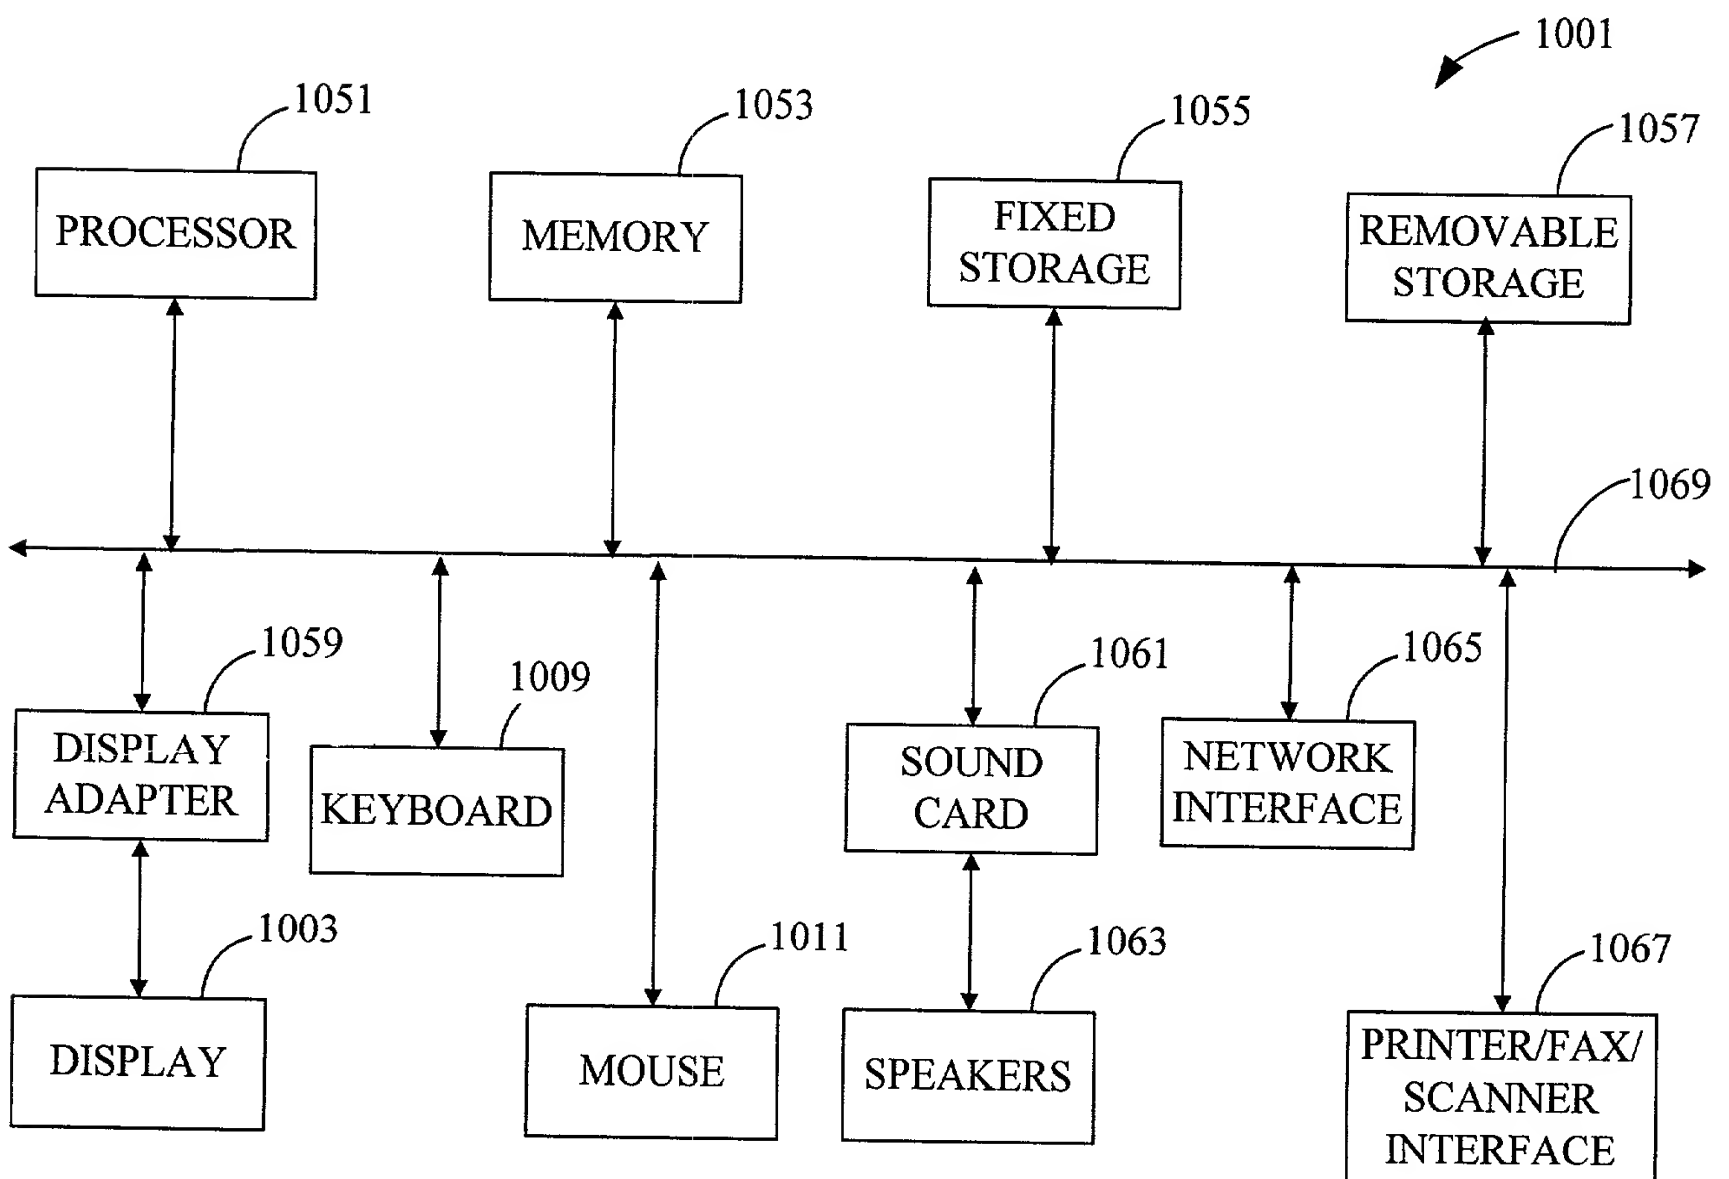 1001
1051
1053
1055
1057
PROCESSOR
MEMORY
FIXED
STORAGE
REMOVABLE
STORAGE
1069
1059
1009
1061
1065
DISPLAY
ADAPTER
KEYBOARD
SOUND
CARD
NETWORK
INTERFACE
1003
1011
1063
1067
DISPLAY
MOUSE
SPEAKERS
PRINTER/FAX/
SCANNER
INTERFACE